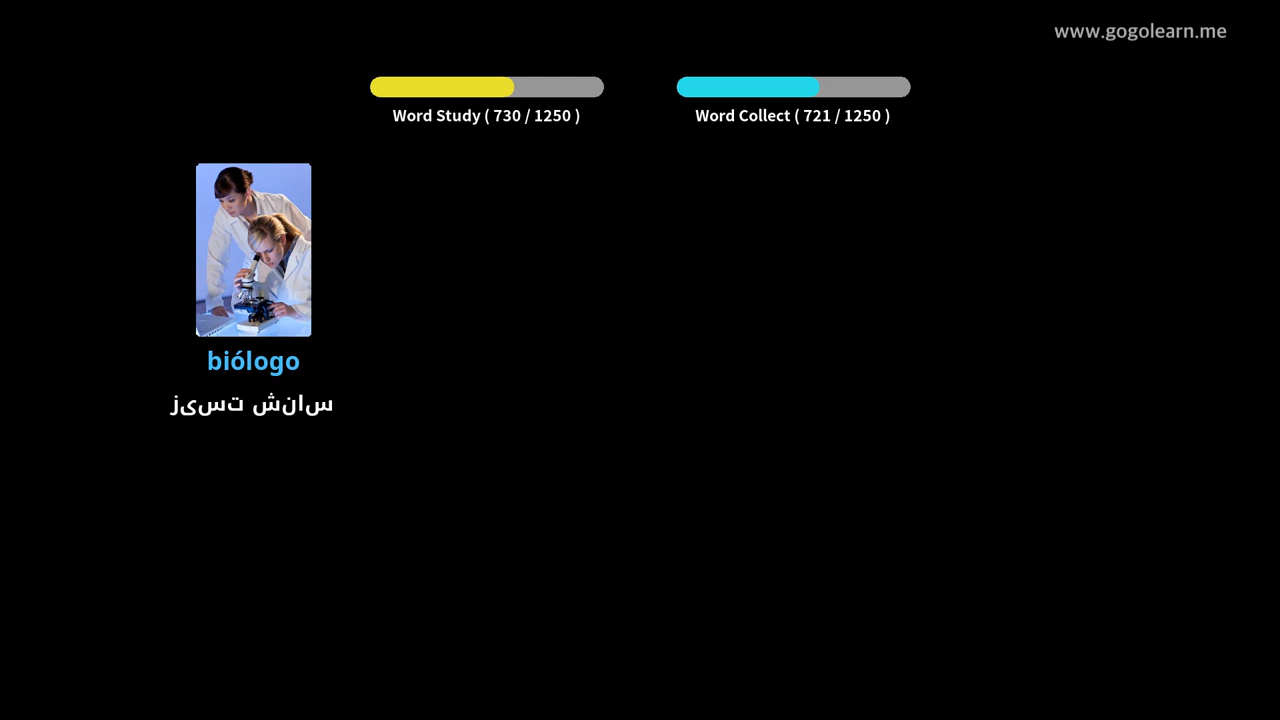 www.gogolearn.me
Word Study ( 730 / 1250 )
Word Collect ( 721 / 1250 )
biólogo
زیست شناس